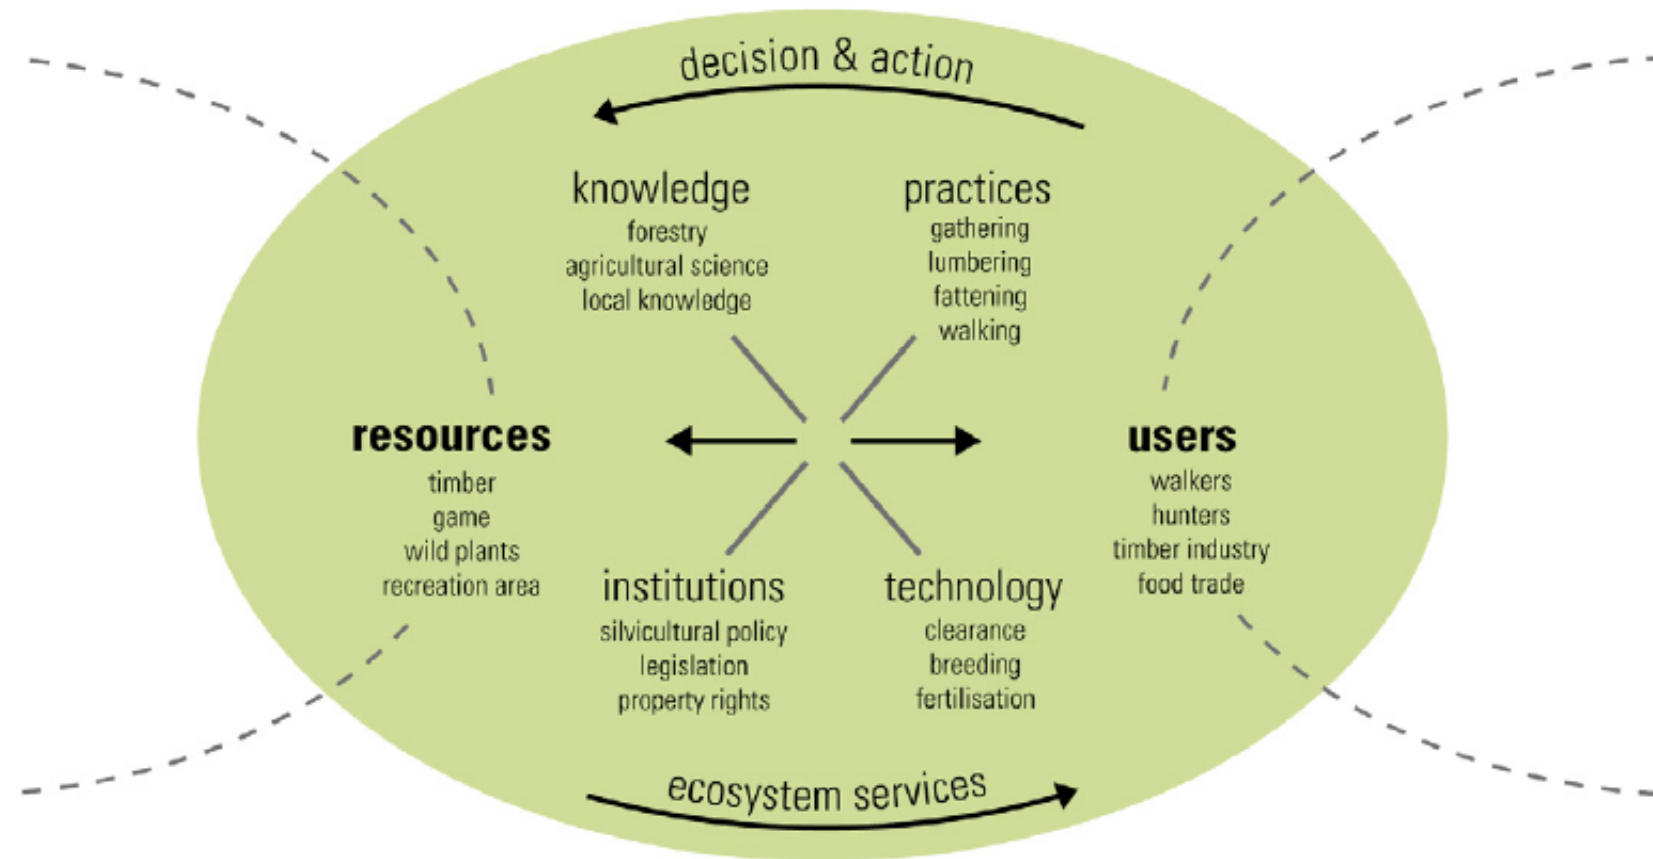 decision & action
knowledge
forestry
agricultural science
local knowledge
practices
gathering
lumbering
fattening
walking
resources
timber
game
wild plants
recreation area
users
walkers
hunters
timber industry
food trade
institutions
silvicultural policy
legislation
property rights
technology
clearance
breeding
fertilisation
ecosystem services